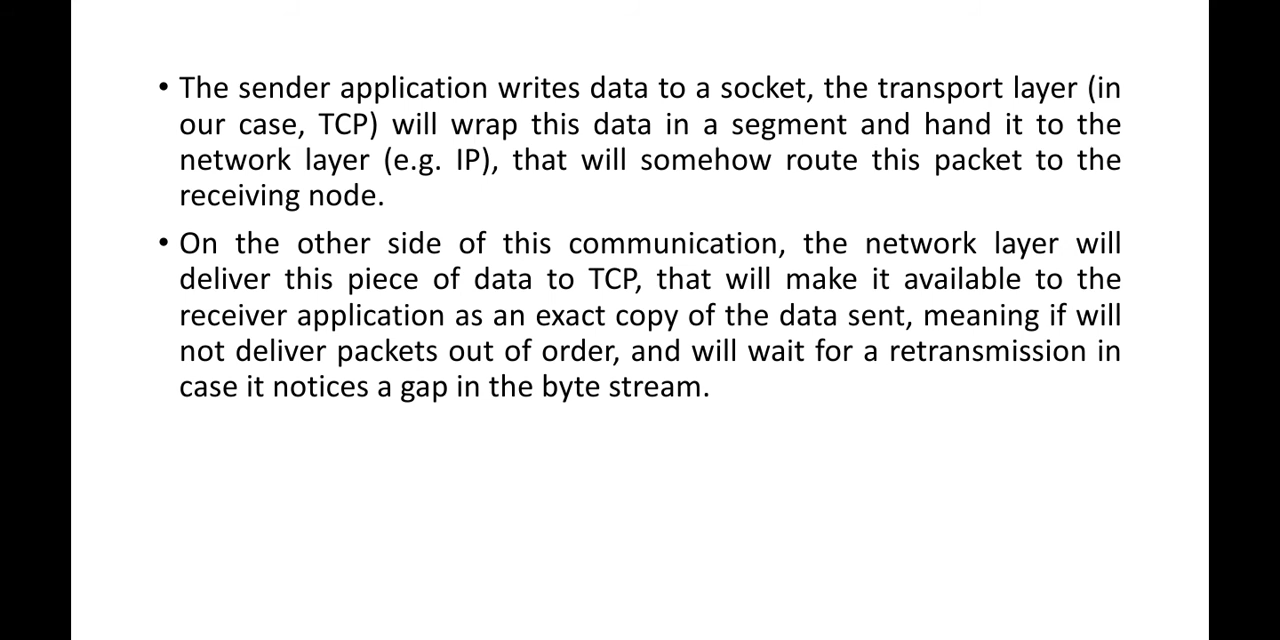 • The sender application writes data to a socket, the transport layer (in
our case, TCP) will wrap this data in a segment and hand it to the
network layer (e.g. IP), that will somehow route this packet to the
receiving node.
• On the other side of this communication, the network layer will
deliver this piece of data to TCP, that will make it available to the
receiver application as an exact copy of the data sent, meaning if will
not deliver packets out of order, and will wait for a retransmission in
case it notices a gap in the byte stream.